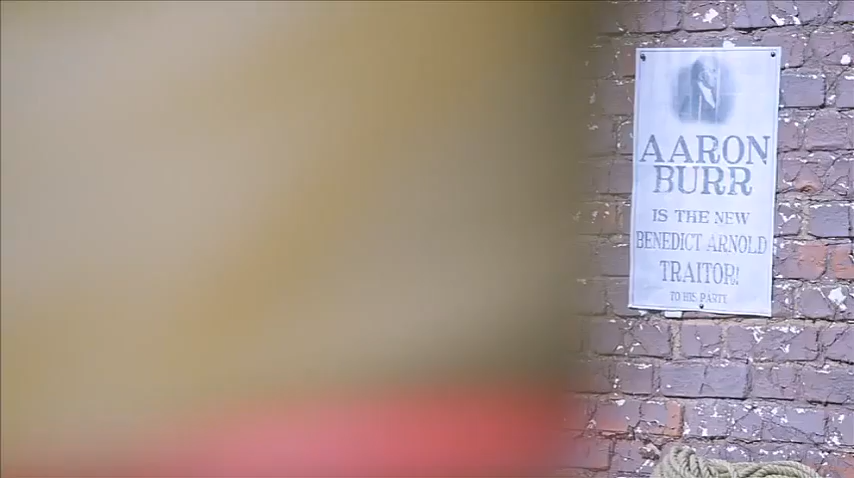 AARON
BURR
IS THE NEW
BENEDICT ARNOLD
TRAITOR!
TO HIS PARTY